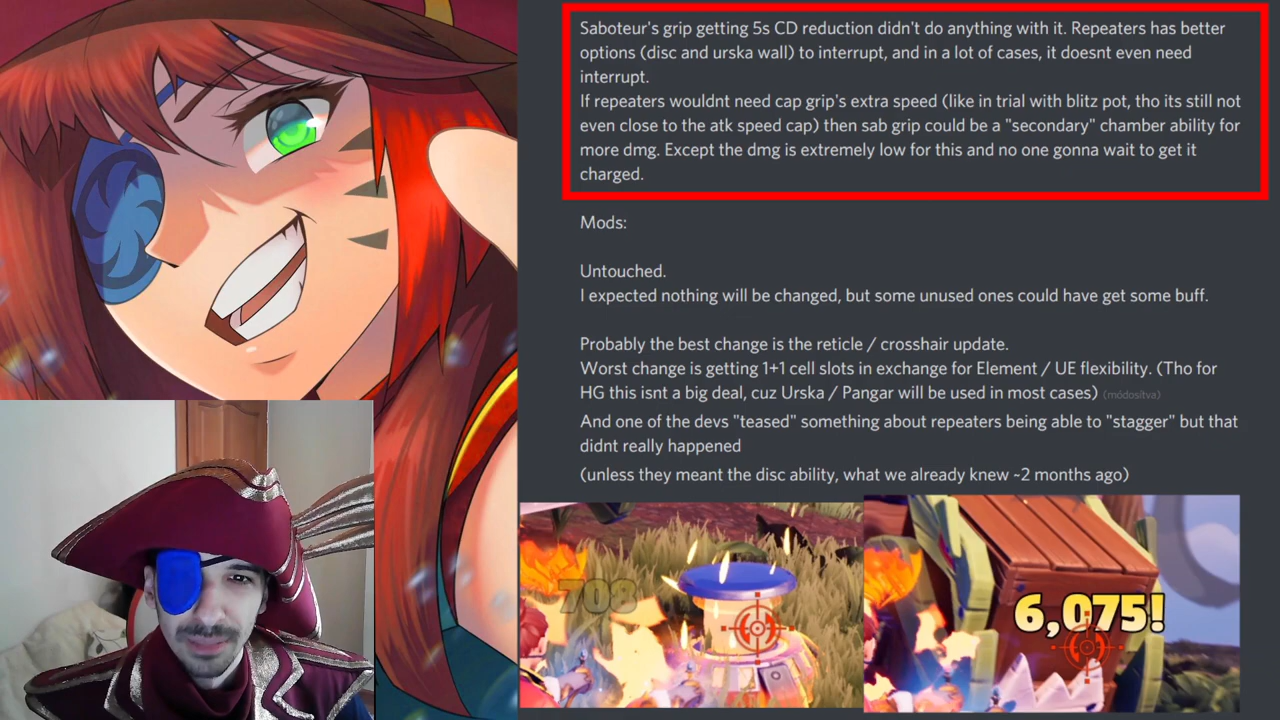 Saboteur's grip getting 5s CD reduction didn't do anything with it. Repeaters has better
options (disc and urska wall) to interrupt, and in a lot of cases, it doesnt even need
interrupt.
If repeaters wouldnt need cap grip's extra speed (like in trial with blitz pot, tho its still not
even close to the atk speed cap) then sab grip could be a "secondary" chamber ability for
more dmg. Except the dmg is extremely low for this and no one gonna wait to get it
charged.
Mods:
Untouched.
I expected nothing will be changed, but some unused ones could have get some buff.
Probably the best change is the reticle / crosshair update.
Worst change is getting 1+1 cell slots in exchange for Element / UE flexibility. (Tho for
HG this isnt a big deal, cuz Urska / Pangar will be used in most cases) (módosítva)
And one of the devs "teased" something about repeaters being able to "stagger" but that
didnt really happened
(unless they meant the disc ability, what we already knew ~2 months ago)
708
6,075!